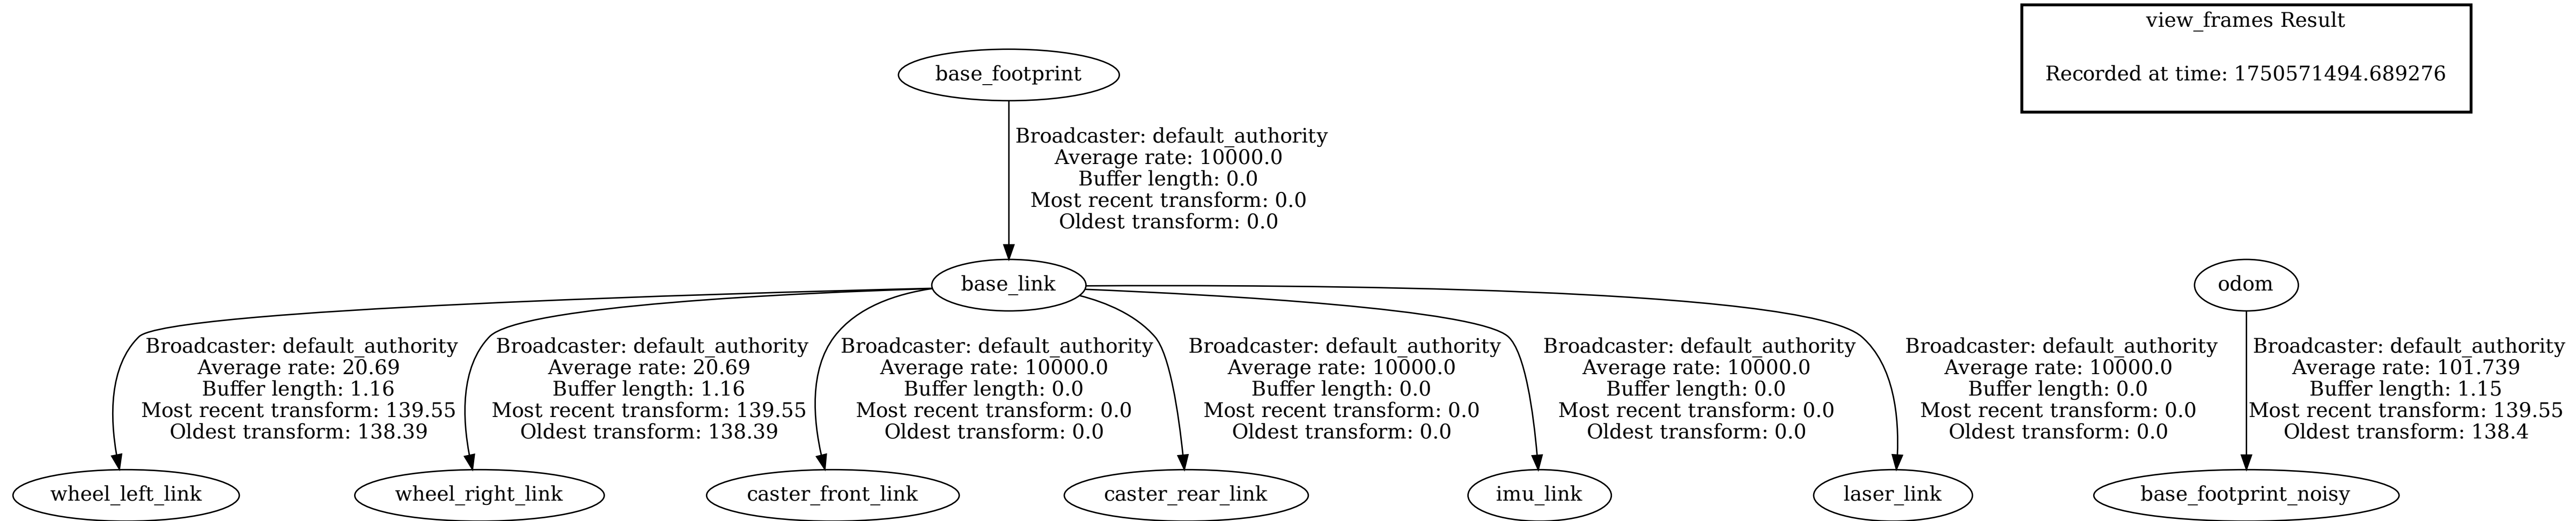 view_frames Result
Recorded at time: 1750571494.689276
base_footprint
Broadcaster: default_authority
Average rate: 10000.0
Buffer length: 0.0
Most recent transform: 0.0
Oldest transform: 0.0
base_link
odom
Broadcaster: default_authority
Average rate: 20.69
Buffer length: 1.16
Most recent transform: 139.55
Oldest transform: 138.39
Broadcaster: default_authority
Average rate: 20.69
Buffer length: 1.16
Most recent transform: 139.55
Oldest transform: 138.39
Broadcaster: default_authority
Average rate: 10000.0
Buffer length: 0.0
Most recent transform: 0.0
Oldest transform: 0.0
Broadcaster: default_authority
Average rate: 10000.0
Buffer length: 0.0
Most recent transform: 0.0
Oldest transform: 0.0
Broadcaster: default_authority
Average rate: 10000.0
Buffer length: 0.0
Most recent transform: 0.0
Oldest transform: 0.0
Broadcaster: default_authority
Average rate: 10000.0
Buffer length: 0.0
Most recent transform: 0.0
Oldest transform: 0.0
Broadcaster: default_authority
Average rate: 101.739
Buffer length: 1.15
Most recent transform: 139.55
Oldest transform: 138.4
wheel_left_link
wheel_right_link
caster_front_link
caster_rear_link
imu_link
laser_link
base_footprint_noisy